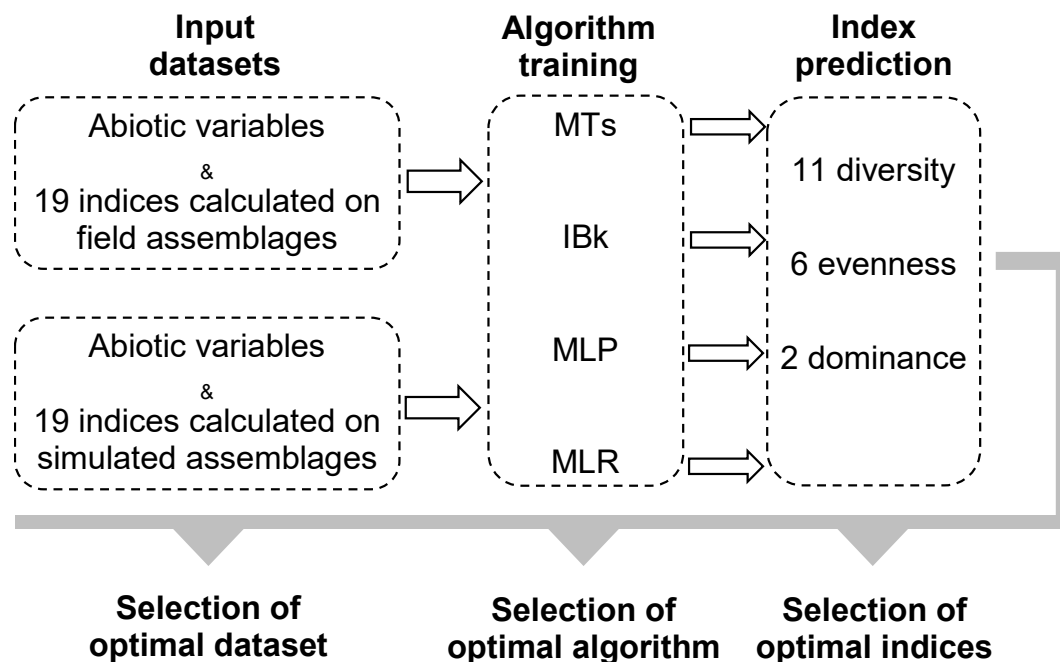 Input
datasets
Algorithm
training
Index
prediction
Abiotic variables
&
19 indices calculated on
field assemblages
Abiotic variables
&
19 indices calculated on
simulated assemblages
MTs
IBk
MLP
MLR
11 diversity
6 evenness
2 dominance
Selection of
optimal dataset
Selection of
optimal algorithm
Selection of
optimal indices